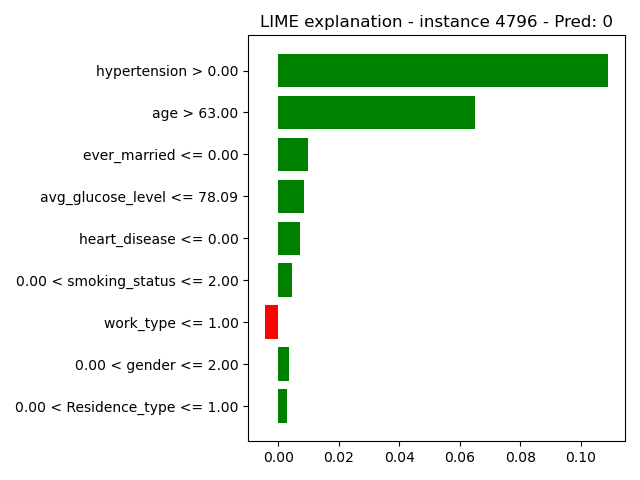 LIME explanation - instance 4796 - Pred: 0
hypertension > 0.00
age > 63.00
ever_married <= 0.00
avg_glucose_level <= 78.09
heart_disease <= 0.00
0.00 < smoking_status <= 2.00
work_type <= 1.00
0.00 < gender <= 2.00
0.00 < Residence_type <= 1.00
0.00 0.02 0.04 0.06 0.08 0.10